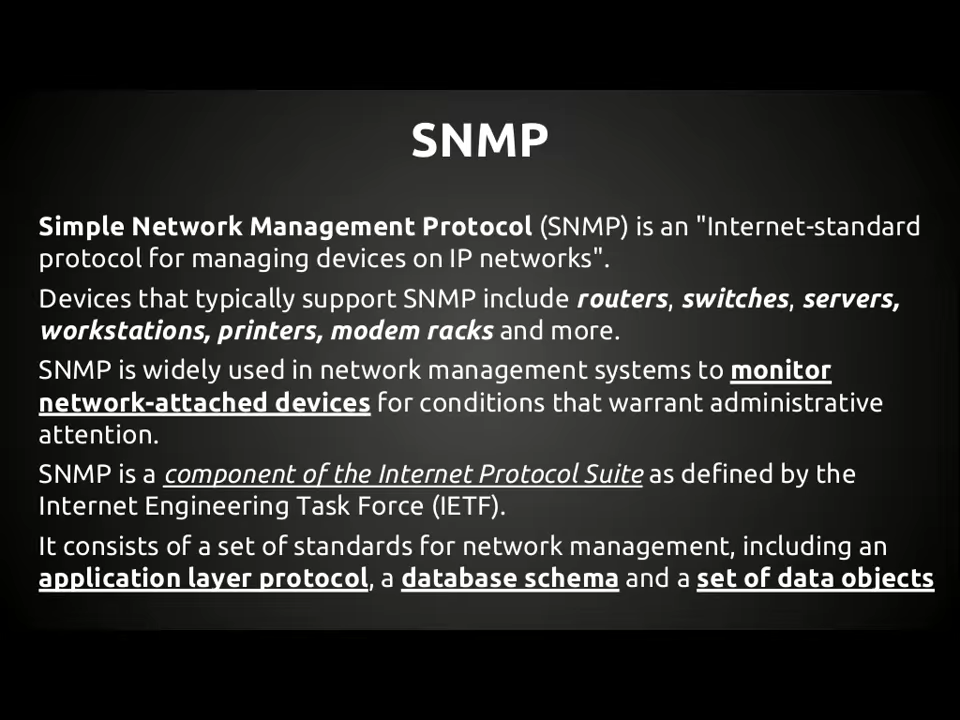 SNMP
Simple Network Management Protocol (SNMP) is an "Internet-standard
protocol for managing devices on IP networks".
Devices that typically support SNMP include routers, switches, servers,
workstations, printers, modem racks and more.
SNMP is widely used in network management systems to monitor
network-attached devices for conditions that warrant administrative
attention.
SNMP is a component of the Internet Protocol Suite as defined by the
Internet Engineering Task Force (IETF).
It consists of a set of standards for network management, including an
application layer protocol, a database schema and a set of data objects